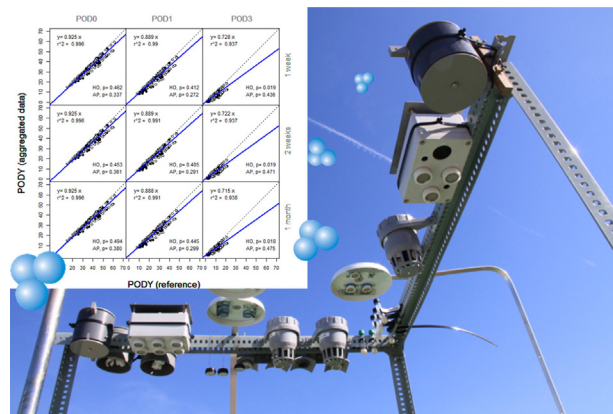 POD0 POD1 POD3
y= 0.925 x y= 0.889 x y= 0.728 x
r^2 = 0.996 r^2 = 0.99 r^2 = 0.937
HO, p= 0.462 HO, p= 0.412 HO, p= 0.019
AP, p= 0.337 AP, p= 0.272 AP, p= 0.436
1 week
y= 0.925 x y= 0.889 x y= 0.722 x
r^2 = 0.996 r^2 = 0.991 r^2 = 0.937
HO, p= 0.453 HO, p= 0.405 HO, p= 0.019
AP, p= 0.361 AP, p= 0.291 AP, p= 0.471
2 weeks
y= 0.925 x y= 0.888 x y= 0.715 x
r^2 = 0.996 r^2 = 0.991 r^2 = 0.938
HO, p= 0.494 HO, p= 0.445 HO, p= 0.018
AP, p= 0.380 AP, p= 0.299 AP, p= 0.475
1 month
PODY (aggregated data)
PODY (reference)